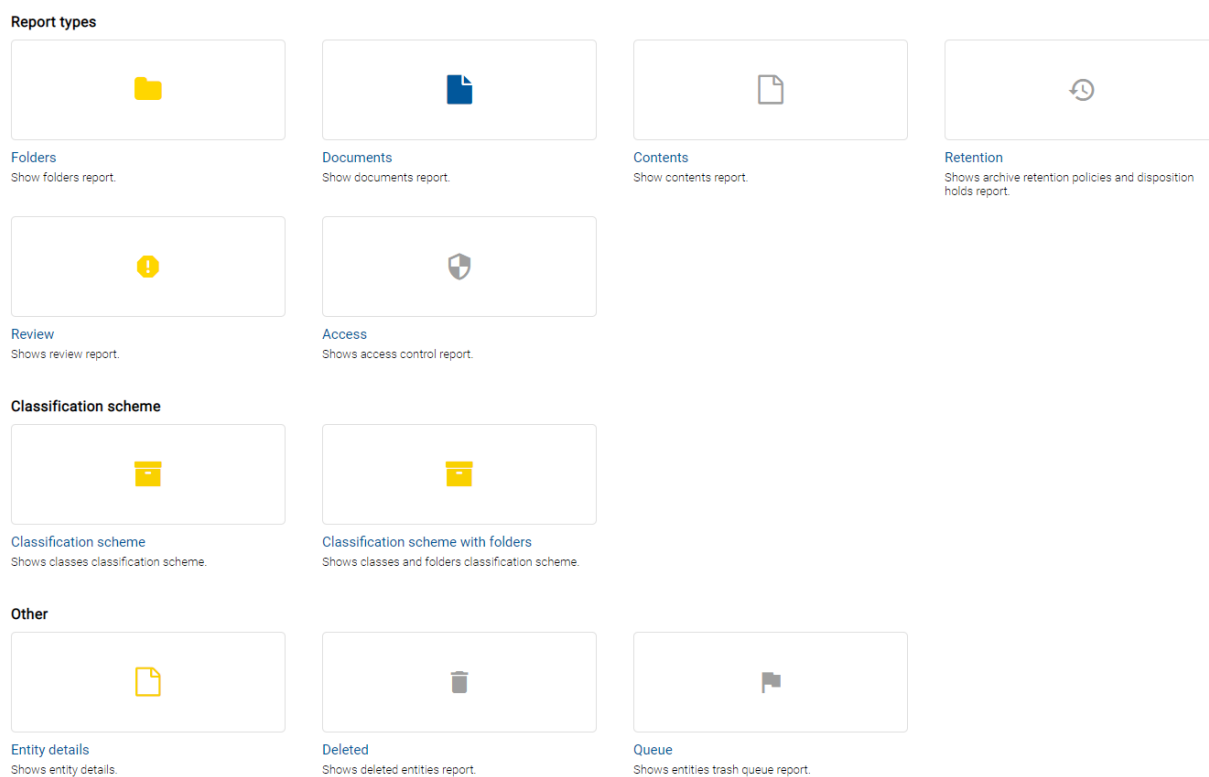 Report types
Folders
Show folders report.
Documents
Show documents report.
Contents
Show contents report.
Retention
Shows archive retention policies and disposition
holds report.
Review
Shows review report.
Access
Shows access control report.
Classification scheme
Classification scheme
Shows classes classification scheme.
Classification scheme with folders
Shows classes and folders classification scheme.
Other
Entity details
Shows entity details.
Deleted
Shows deleted entities report.
Queue
Shows entities trash queue report.